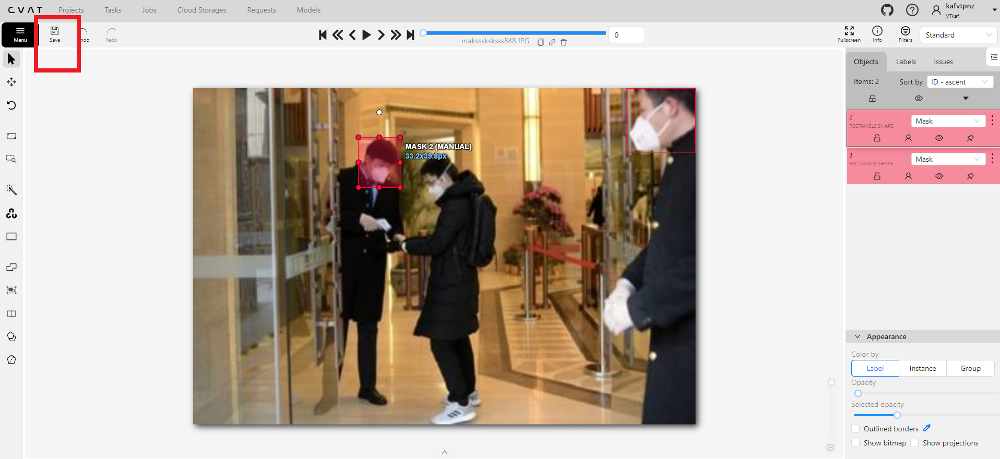 CVAT Projects Tasks Jobs Cloud Storages Requests Models kafvtpnz
VTkaf
Menu Save ndo Redo 0 Fullscreen Info Filters Standard
makssskskss848.JPG
Objects Labels Issues
Items: 2 Sort by ID - ascent
2
RECTANGLE SHAPE Mask
3
RECTANGLE SHAPE Mask
MASK 2 (MANUAL)
33.2x39.8px
Appearance
Color by
Label Instance Group
Opacity
Selected opacity
Outlined borders
Show bitmap Show projections